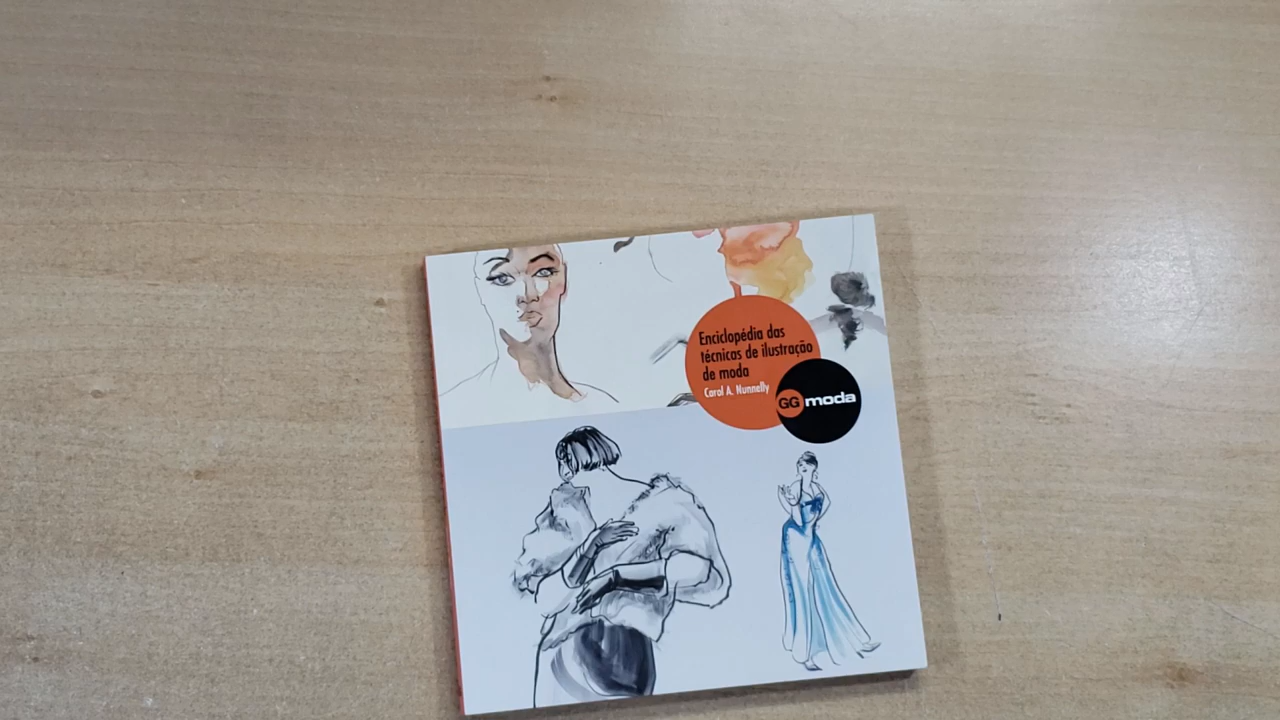 Enciclopédia das
técnicas de ilustração
de moda
Carol A. Nunnelly
GG moda